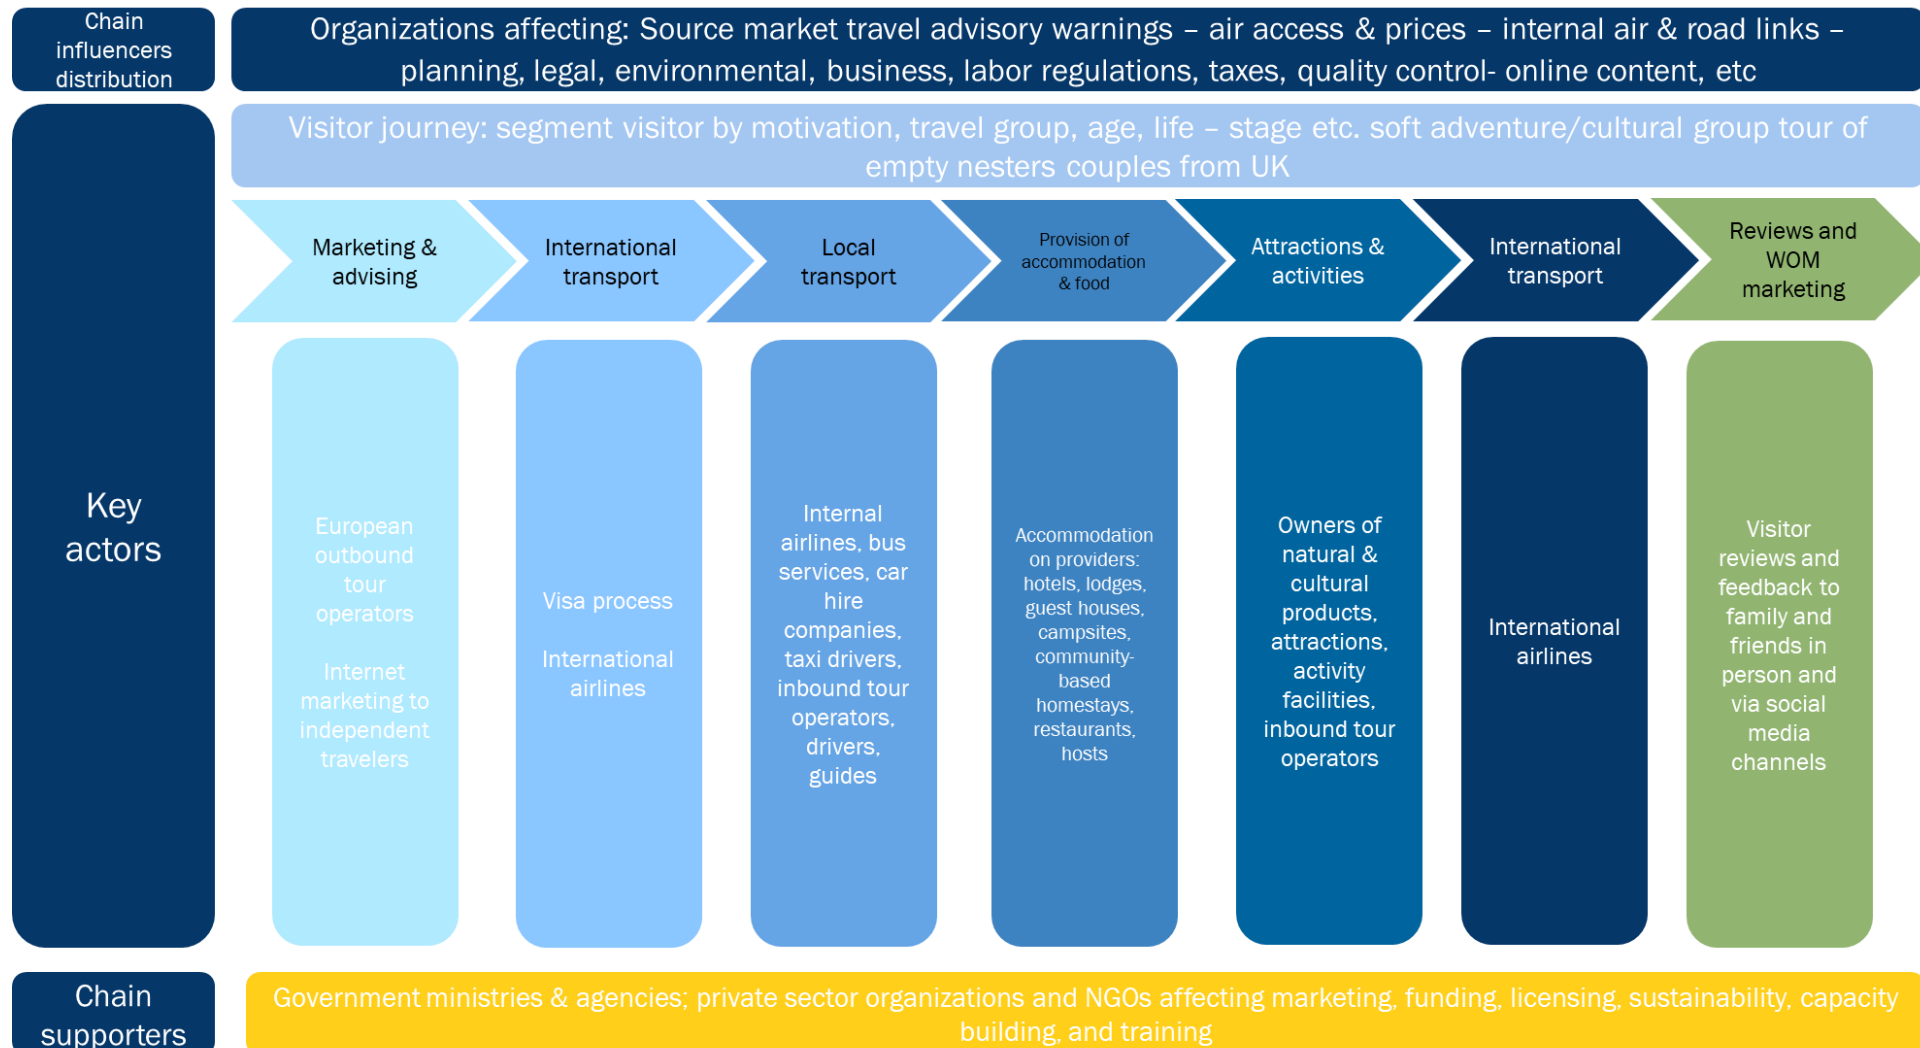 Chain
influencers
distribution
Organizations affecting: Source market travel advisory warnings – air access & prices – internal air & road links –
planning, legal, environmental, business, labor regulations, taxes, quality control- online content, etc
Visitor journey: segment visitor by motivation, travel group, age, life – stage etc. soft adventure/cultural group tour of
empty nesters couples from UK
Marketing &
advising
International
transport
Local
transport
Provision of
accommodation
& food
Attractions &
activities
International
transport
Reviews and
WOM
marketing
Key
actors
European
outbound
tour
operators
Internet
marketing to
independent
travelers
Visa process
International
airlines
Internal
airlines, bus
services, car
hire
companies,
taxi drivers,
inbound tour
operators,
drivers,
guides
Accommodation
on providers:
hotels, lodges,
guest houses,
campsites,
community-
based
homestays,
restaurants,
hosts
Owners of
natural &
cultural
products,
attractions,
activity
facilities,
inbound tour
operators
International
airlines
Visitor
reviews and
feedback to
family and
friends in
person and
via social
media
channels
Chain
supporters
Government ministries & agencies; private sector organizations and NGOs affecting marketing, funding, licensing, sustainability, capacity
building, and training